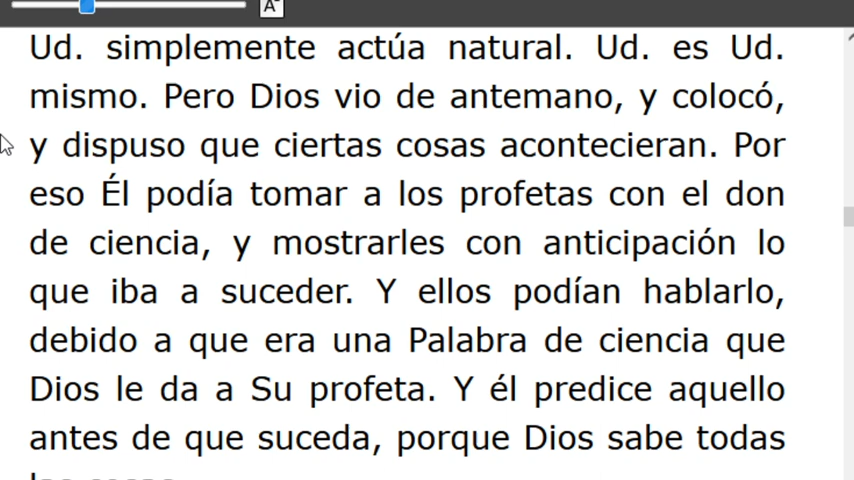 A
Ud. simplemente actúa natural. Ud. es Ud.
mismo. Pero Dios vio de antemano, y colocó,
y dispuso que ciertas cosas acontecieran. Por
eso Él podía tomar a los profetas con el don
de ciencia, y mostrarles con anticipación lo
que iba a suceder. Y ellos podían hablarlo,
debido a que era una Palabra de ciencia que
Dios le da a Su profeta. Y él predice aquello
antes de que suceda, porque Dios sabe todas